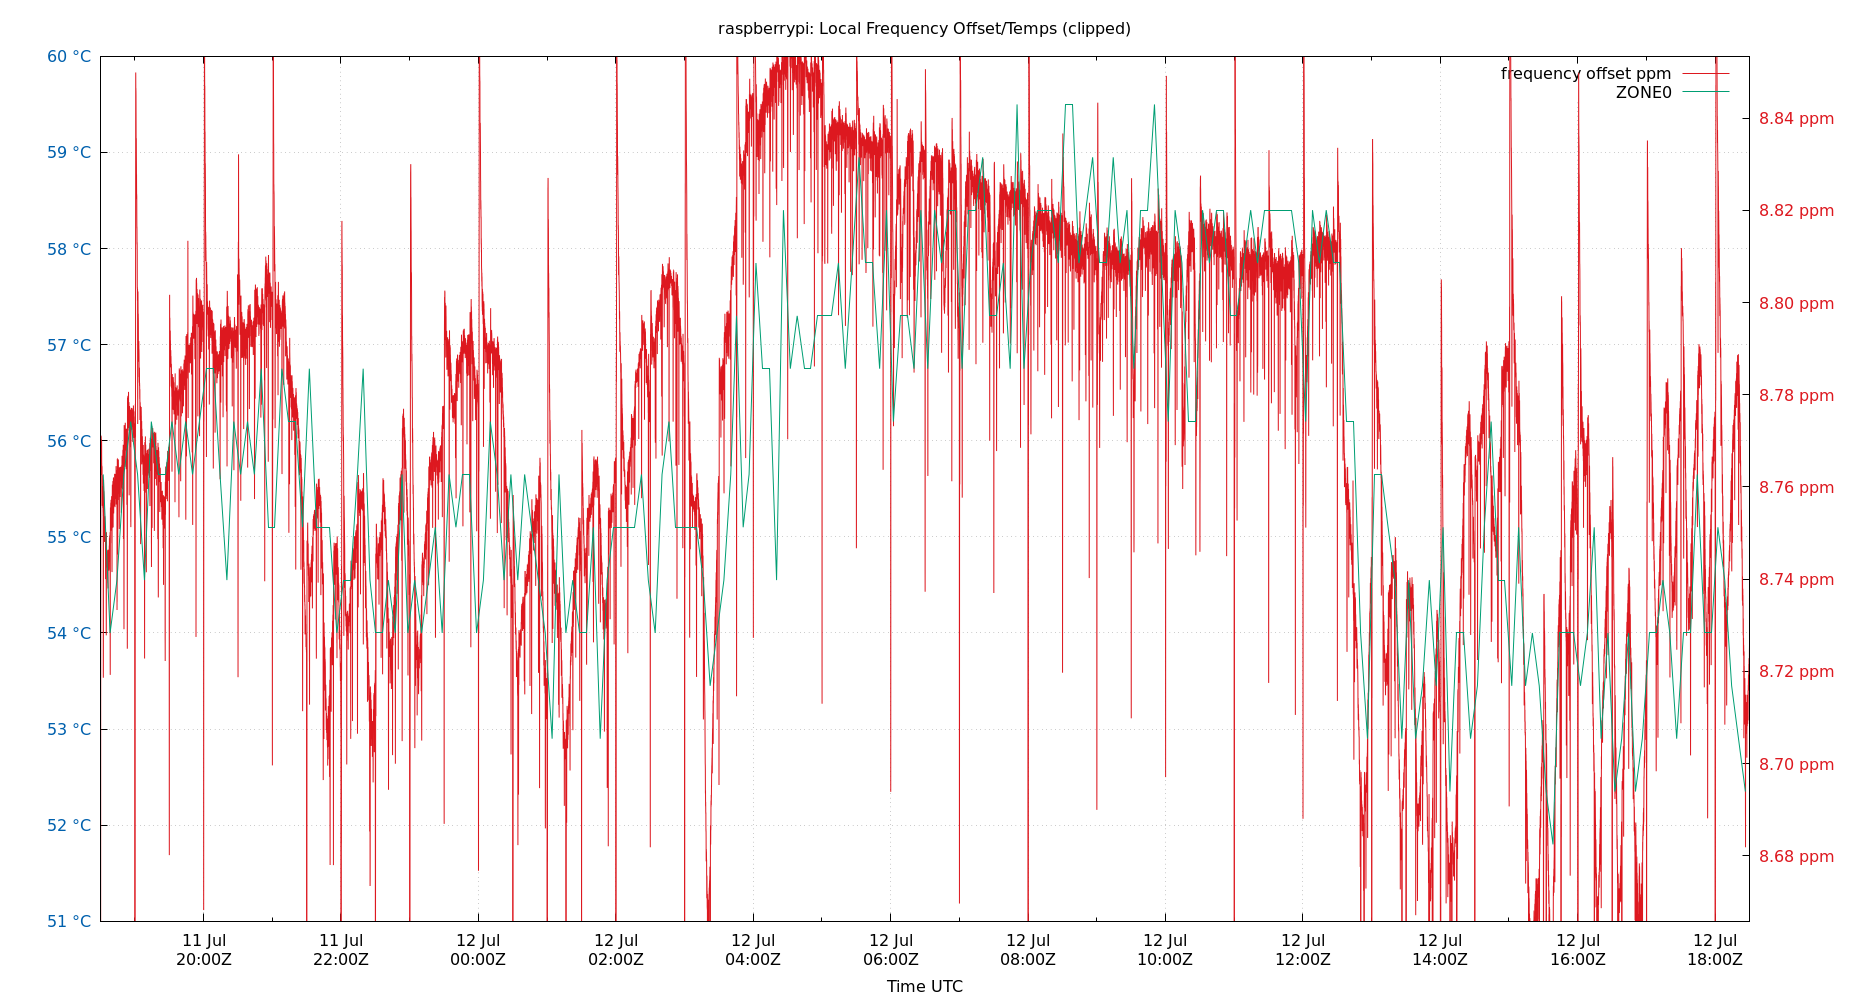 raspberrypi: Local Frequency Offset/Temps (clipped)
60 °C
59 °C
58 °C
57 °C
56 °C
55 °C
54 °C
53 °C
52 °C
51 °C
frequency offset ppm
ZONE0
8.84 ppm
8.82 ppm
8.80 ppm
8.78 ppm
8.76 ppm
8.74 ppm
8.72 ppm
8.70 ppm
8.68 ppm
11 Jul
20:00Z
11 Jul
22:00Z
12 Jul
00:00Z
12 Jul
02:00Z
12 Jul
04:00Z
12 Jul
06:00Z
12 Jul
08:00Z
12 Jul
10:00Z
12 Jul
12:00Z
12 Jul
14:00Z
12 Jul
16:00Z
12 Jul
18:00Z
Time UTC